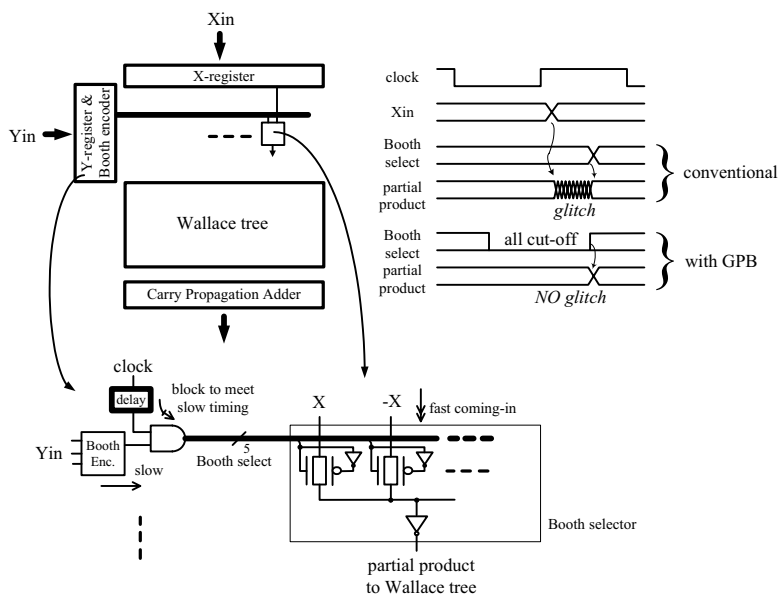 Xin
X-register
Y-register &
Booth encoder
Yin
Wallace tree
Carry Propagation Adder
clock
Xin
Booth
select
partial
product
glitch
conventional
Booth
select
all cut-off
partial
product
NO glitch
with GPB
clock
delay
block to meet
slow timing
Yin
Booth
Enc.
slow
5
Booth select
X
-X
fast coming-in
Booth selector
partial product
to Wallace tree